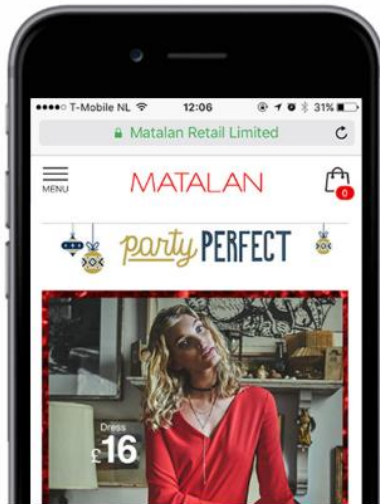 T-Mobile NL 12:06 31%
Matalan Retail Limited
MENU MATALAN 0
party PERFECT
Dress
£16